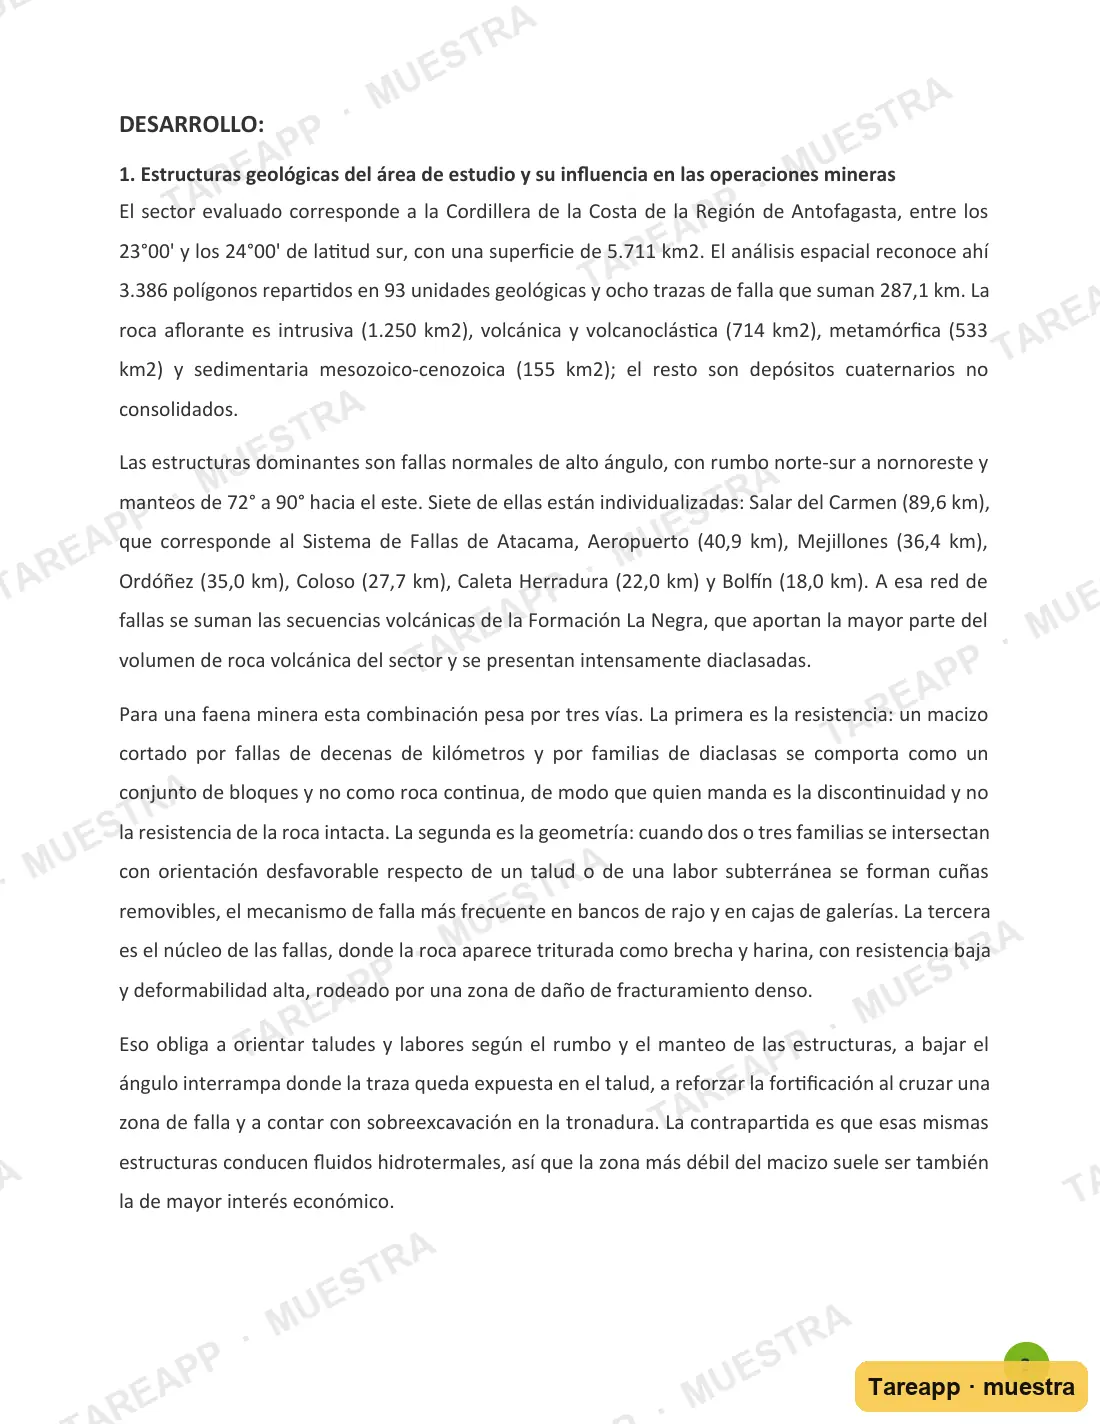 DESARROLLO:
1. Estructuras geológicas del área de estudio y su influencia en las operaciones mineras
El sector evaluado corresponde a la Cordillera de la Costa de la Región de Antofagasta, entre los
23°00' y los 24°00' de latitud sur, con una superficie de 5.711 km2. El análisis espacial reconoce ahí
3.386 polígonos repartidos en 93 unidades geológicas y ocho trazas de falla que suman 287,1 km. La
roca aflorante es intrusiva (1.250 km2), volcánica y volcanoclástica (714 km2), metamórfica (533
km2) y sedimentaria mesozoico-cenozoica (155 km2); el resto son depósitos cuaternarios no
consolidados.
Las estructuras dominantes son fallas normales de alto ángulo, con rumbo norte-sur a nornoreste y
manteos de 72° a 90° hacia el este. Siete de ellas están individualizadas: Salar del Carmen (89,6 km),
que corresponde al Sistema de Fallas de Atacama, Aeropuerto (40,9 km), Mejillones (36,4 km),
Ordóñez (35,0 km), Coloso (27,7 km), Caleta Herradura (22,0 km) y Bolfín (18,0 km). A esa red de
fallas se suman las secuencias volcánicas de la Formación La Negra, que aportan la mayor parte del
volumen de roca volcánica del sector y se presentan intensamente diaclasadas.
Para una faena minera esta combinación pesa por tres vías. La primera es la resistencia: un macizo
cortado por fallas de decenas de kilómetros y por familias de diaclasas se comporta como un
conjunto de bloques y no como roca continua, de modo que quien manda es la discontinuidad y no
la resistencia de la roca intacta. La segunda es la geometría: cuando dos o tres familias se intersectan
con orientación desfavorable respecto de un talud o de una labor subterránea se forman cuñas
removibles, el mecanismo de falla más frecuente en bancos de rajo y en cajas de galerías. La tercera
es el núcleo de las fallas, donde la roca aparece triturada como brecha y harina, con resistencia baja
y deformabilidad alta, rodeado por una zona de daño de fracturamiento denso.
Eso obliga a orientar taludes y labores según el rumbo y el manteo de las estructuras, a bajar el
ángulo interrampa donde la traza queda expuesta en el talud, a reforzar la fortificación al cruzar una
zona de falla y a contar con sobreexcavación en la tronadura. La contrapartida es que esas mismas
estructuras conducen fluidos hidrotermales, así que la zona más débil del macizo suele ser también
la de mayor interés económico.
Tareapp · muestra
TAREAPP · MUESTRA